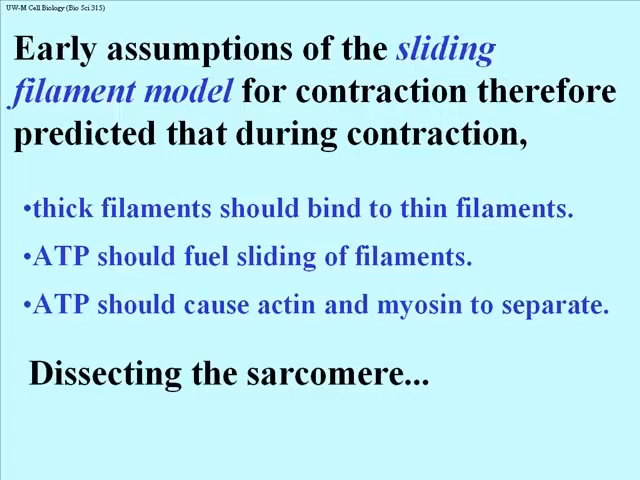 UW-M Cell Biology (Bio Sci 315)
Early assumptions of the sliding
filament model for contraction therefore
predicted that during contraction,
•thick filaments should bind to thin filaments.
•ATP should fuel sliding of filaments.
•ATP should cause actin and myosin to separate.
Dissecting the sarcomere...